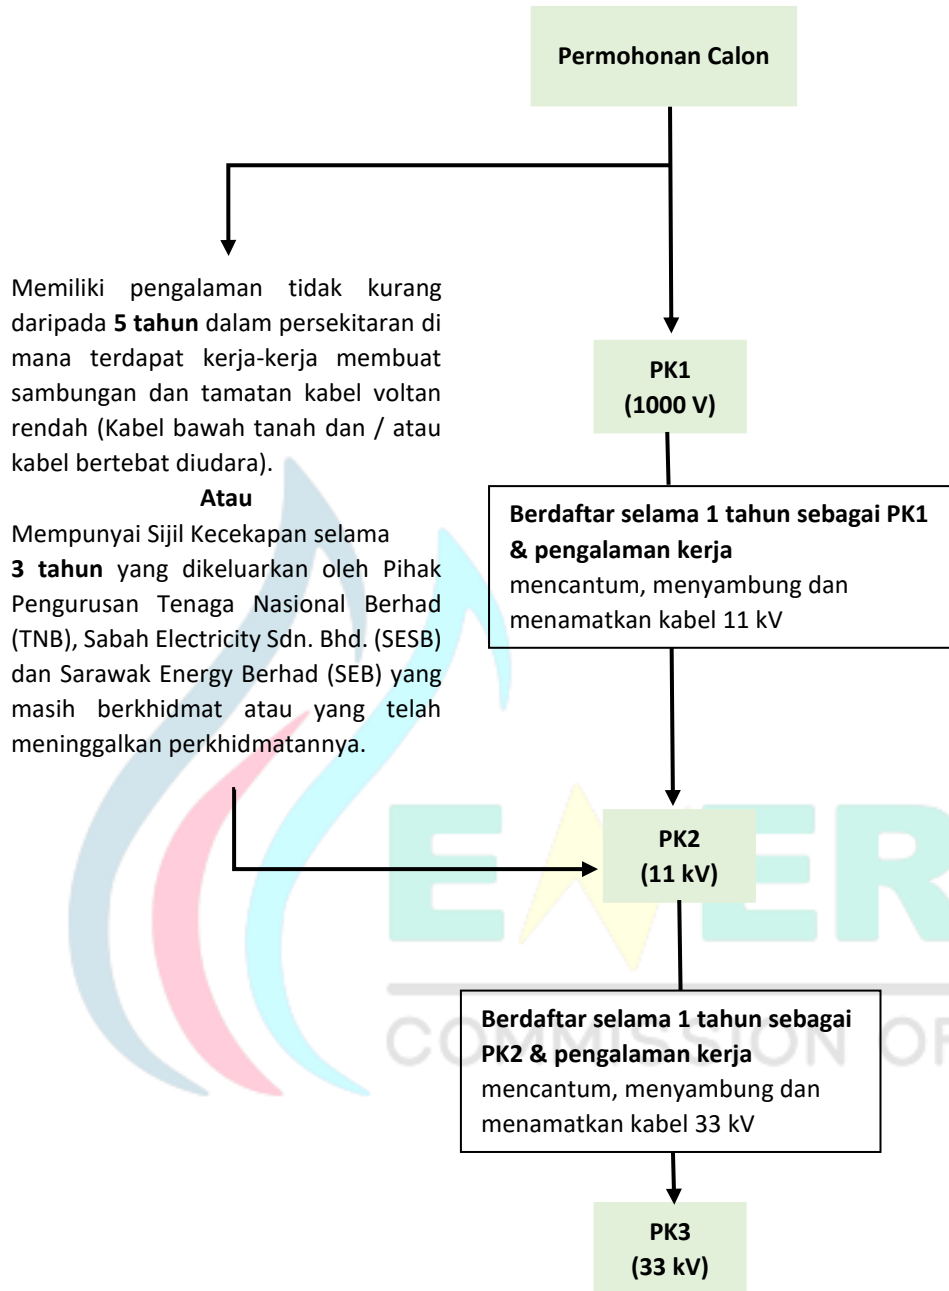 Permohonan Calon
Memiliki pengalaman tidak kurang
daripada 5 tahun dalam persekitaran di
mana terdapat kerja-kerja membuat
sambungan dan tamatan kabel voltan
rendah (Kabel bawah tanah dan / atau
kabel bertebat diudara).
Atau
Mempunyai Sijil Kecekapan selama
3 tahun yang dikeluarkan oleh Pihak
Pengurusan Tenaga Nasional Berhad
(TNB), Sabah Electricity Sdn. Bhd. (SESB)
dan Sarawak Energy Berhad (SEB) yang
masih berkhidmat atau yang telah
meninggalkan perkhidmatannya.
PK1
(1000 V)
Berdaftar selama 1 tahun sebagai PK1
& pengalaman kerja
mencantum, menyambung dan
menamatkan kabel 11 kV
PK2
(11 kV)
Berdaftar selama 1 tahun sebagai
PK2 & pengalaman kerja
mencantum, menyambung dan
menamatkan kabel 33 kV
PK3
(33 kV)
ENER
COMMISSION OF